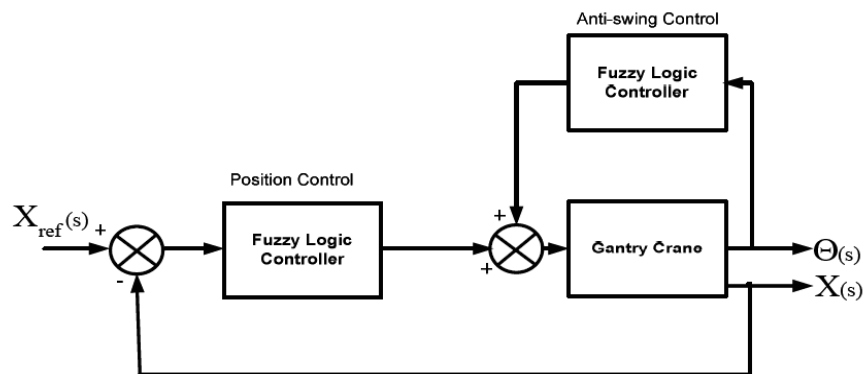 Anti-swing Control
Fuzzy Logic
Controller
Position Control
X_ref(s)
+
-
Fuzzy Logic
Controller
+
+
Gantry Crane
Θ(s)
X(s)